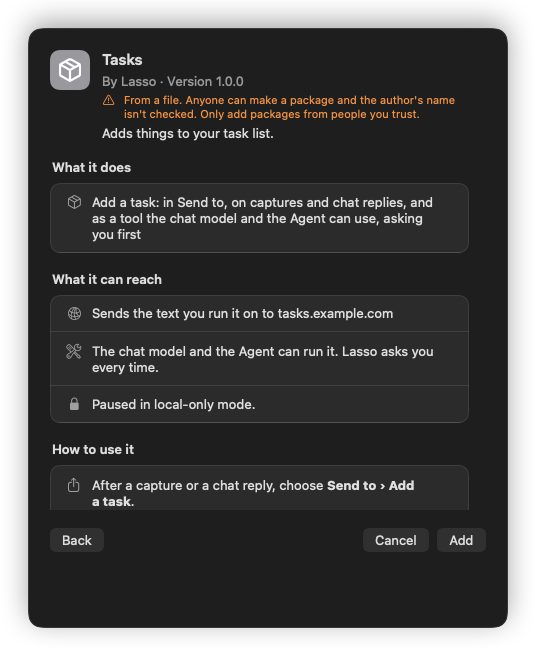 Tasks
By Lasso · Version 1.0.0
From a file. Anyone can make a package and the author's name
isn't checked. Only add packages from people you trust.
Adds things to your task list.
What it does
Add a task: in Send to, on captures and chat replies, and
as a tool the chat model and the Agent can use, asking
you first
What it can reach
Sends the text you run it on to tasks.example.com
The chat model and the Agent can run it. Lasso asks you
every time.
Paused in local-only mode.
How to use it
After a capture or a chat reply, choose Send to › Add
a task.
Back
Cancel
Add